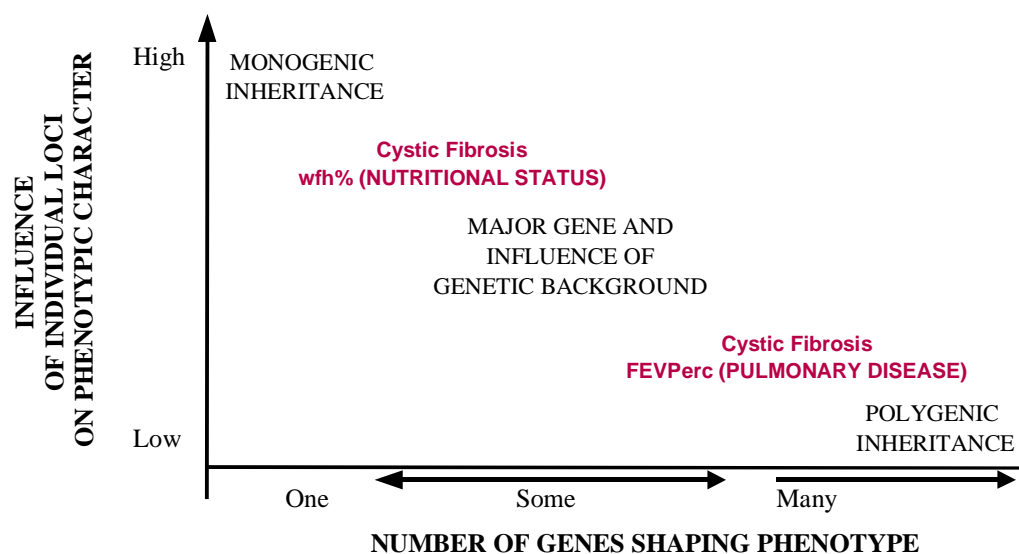 INFLUENCE
OF INDIVIDUAL LOCI
ON PHENOTYPIC CHARACTER
High
MONOGENIC
INHERITANCE
Cystic Fibrosis
wfh% (NUTRITIONAL STATUS)
MAJOR GENE AND
INFLUENCE OF
GENETIC BACKGROUND
Cystic Fibrosis
FEVPerc (PULMONARY DISEASE)
POLYGENIC
INHERITANCE
Low
One
Some
Many
NUMBER OF GENES SHAPING PHENOTYPE